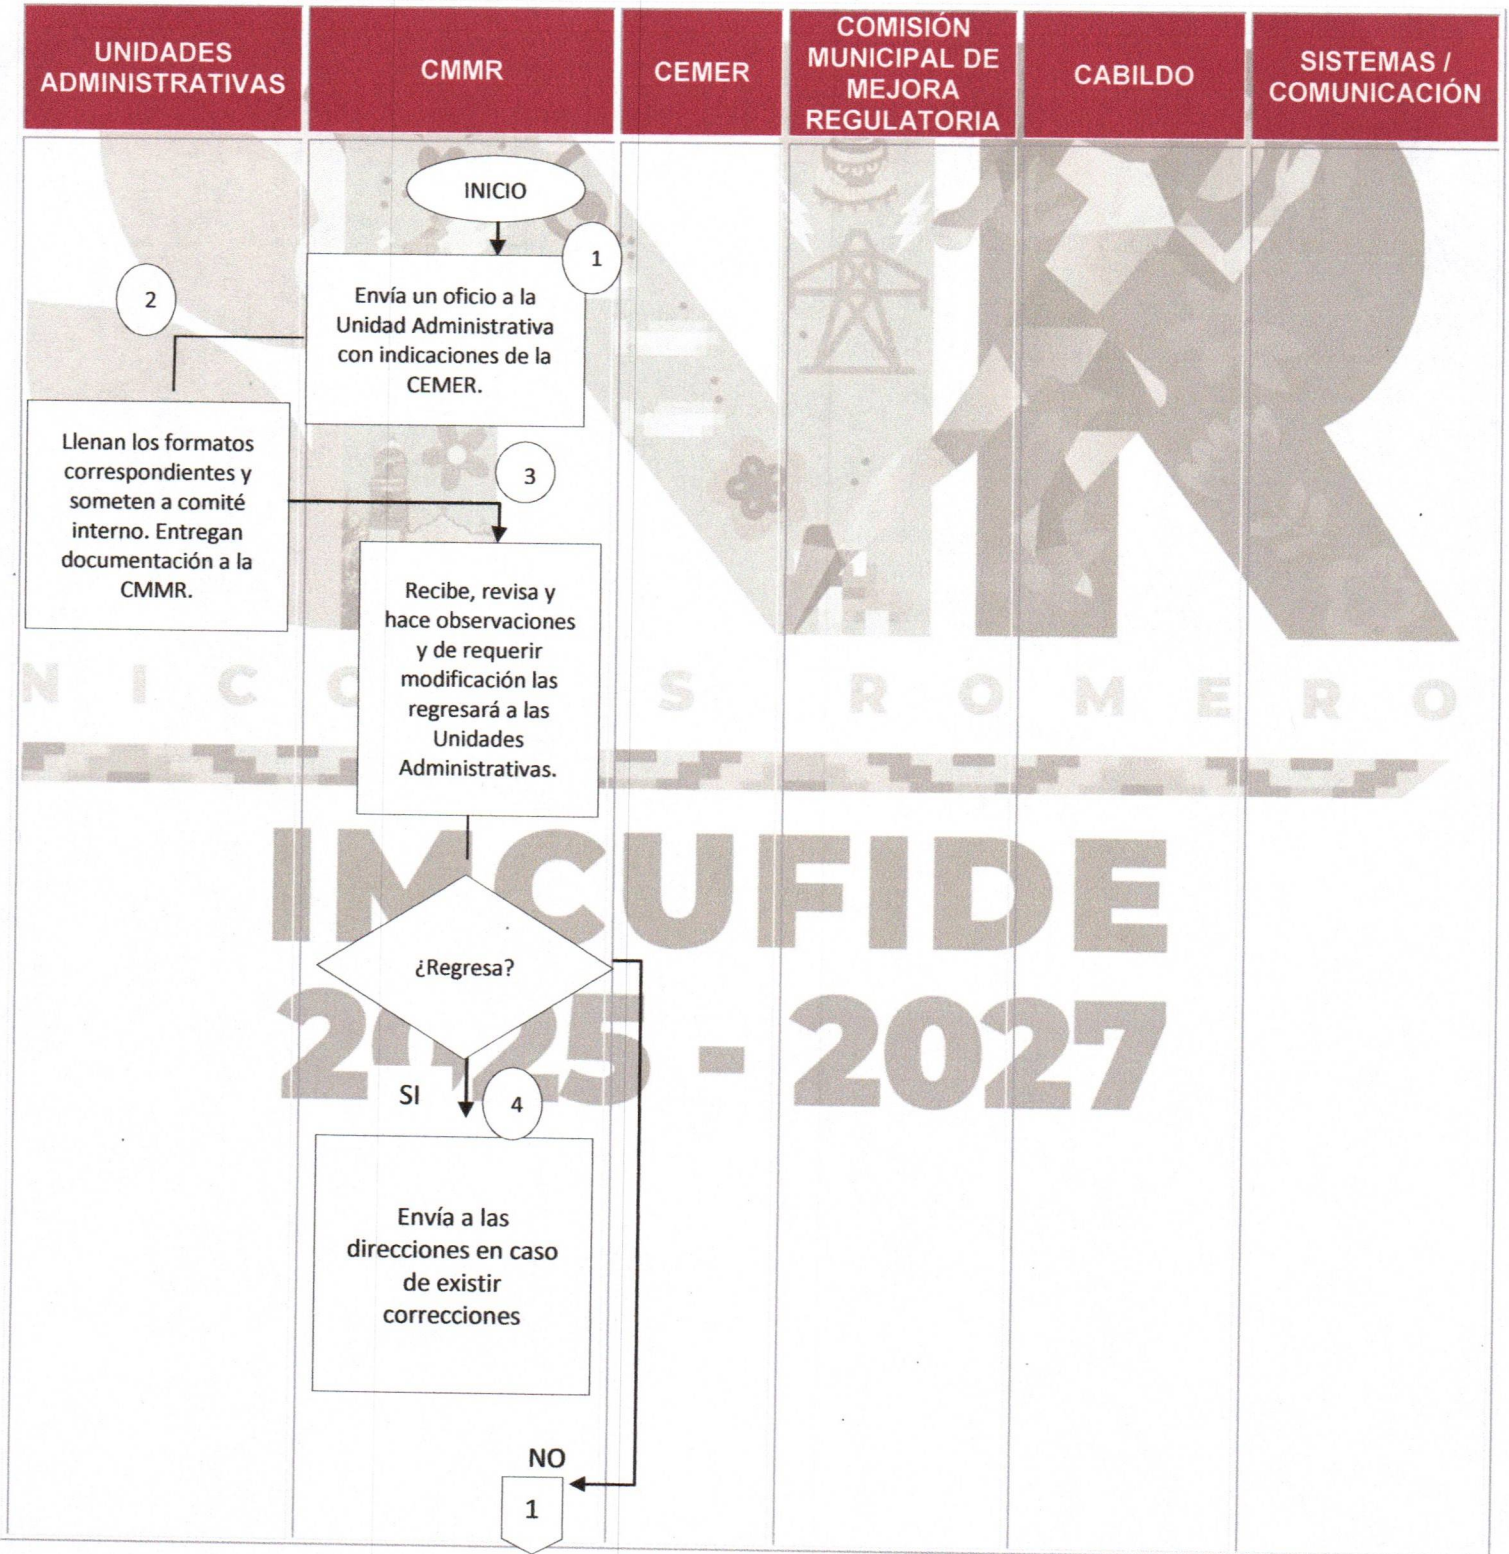 UNIDADES
ADMINISTRATIVAS
CMMR
CEMER
COMISIÓN
MUNICIPAL DE
MEJORA
REGULATORIA
CABILDO
SISTEMAS /
COMUNICACIÓN
INICIO
1
Envía un oficio a la
Unidad Administrativa
con indicaciones de la
CEMER.
2
Llenan los formatos
correspondientes y
someten a comité
interno. Entregan
documentación a la
CMMR.
3
Recibe, revisa y
hace observaciones
y de requerir
modificación las
regresará a las
Unidades
Administrativas.
¿Regresa?
SI
4
Envía a las
direcciones en caso
de existir
correcciones
NO
1
NR
ROMERO
IMCUFIDE
2025 - 2027